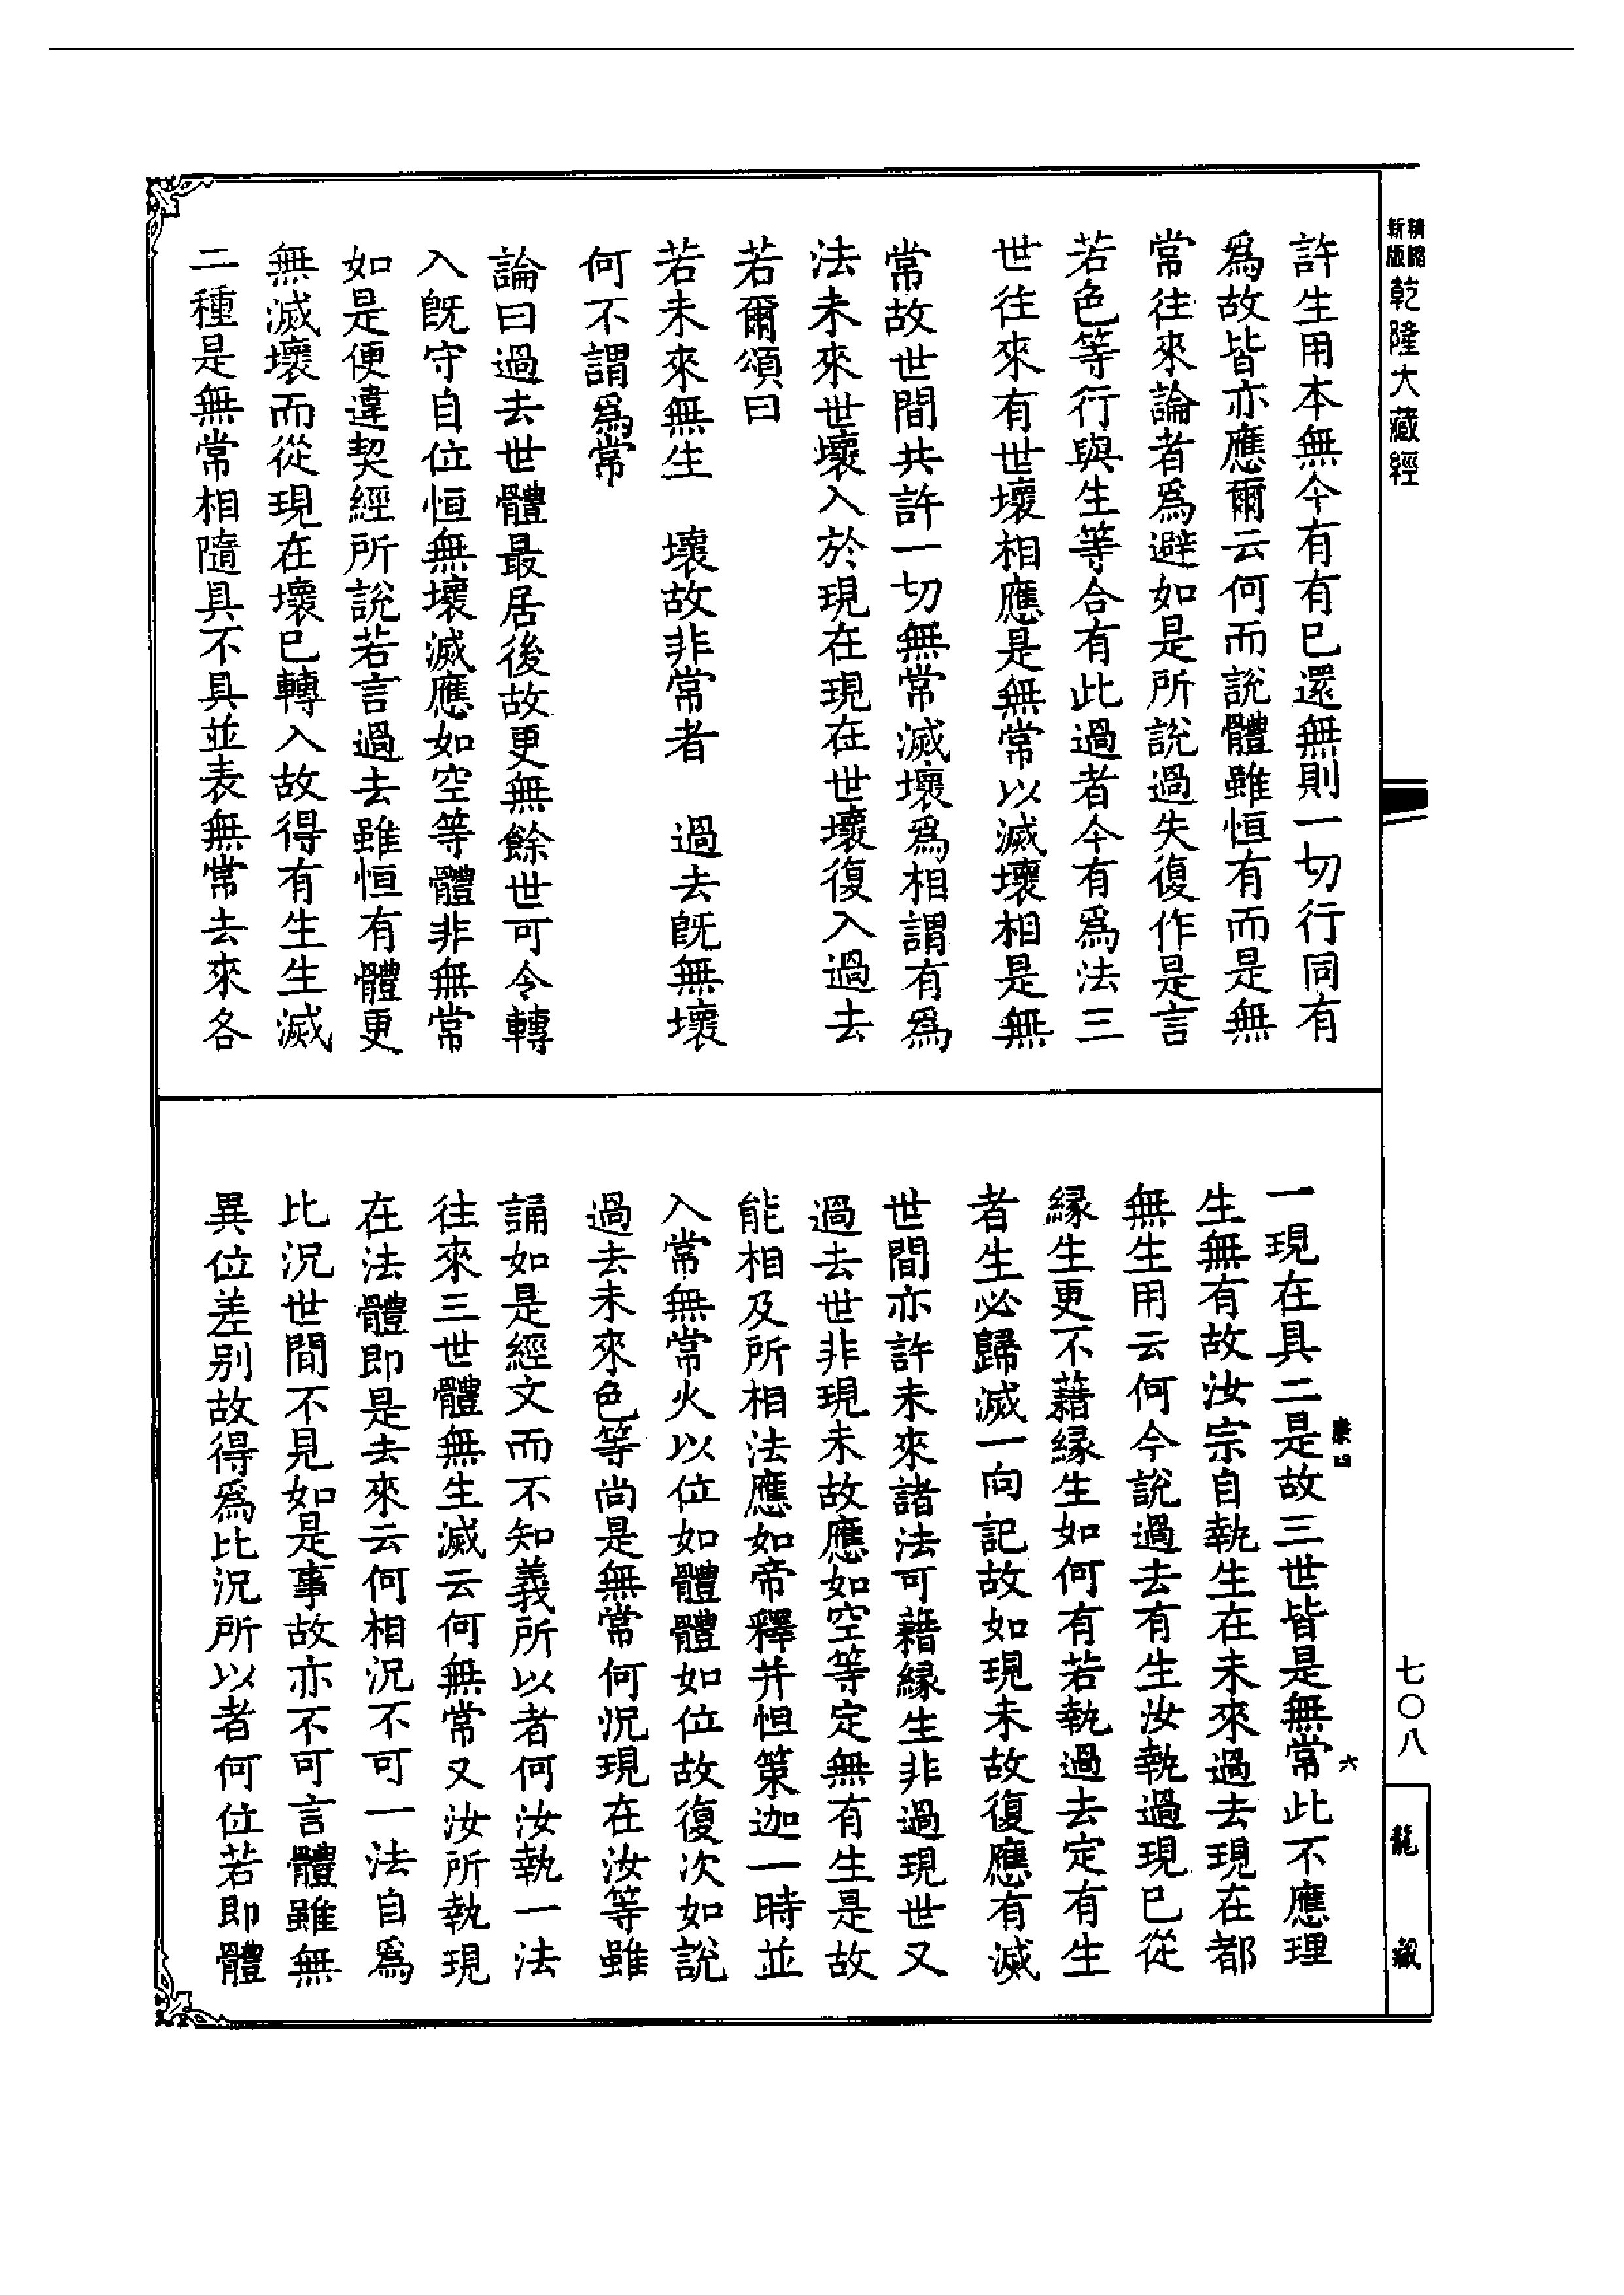 精縮
新版
乾隆大藏經
許生用本無今有有已還無則一切行同有
爲故皆亦應爾云何而說體雖恒有而是無
常往來論者爲避如是所說過失復作是言
若色等行與生等合有此過者今有爲法三
世往來有世壞相應是無常以滅壞相是無
常故世間共許一切無常滅壞爲相謂有爲
法未來世壞入於現在現在世壞復入過去
若爾頌曰
若未來無生　壞故非常者　過去旣無壞
何不謂爲常
論曰過去世體最居後故更無餘世可令轉
入旣守自位恒無壞滅應如空等體非無常
如是便違契經所說若言過去雖恒有體更
無滅壞而從現在壞已轉入故得有生生滅
二種是無常相隨具不具並表無常去來各
一現在具二是故三世皆是無常此不應理
生無有故汝宗自執生在未來過去現在都
無生用云何今說過去有生汝執過現已從
緣生更不藉緣生如何有若執過去定有生
者生必歸滅一向記故如現未故復應有滅
世間亦許未來諸法可藉緣生非過現世又
過去世非現未故應如空等定無有生是故
能相及所相法應如帝釋并怛策迦一時並
入常無常火以位如體體如位故復次如說
過去未來色等尚是無常何況現在汝等雖
誦如是經文而不知義所以者何汝執一法
往來三世體無生滅云何無常又汝所執現
在法體即是去來云何相況不可一法自爲
比況世間不見如是事故亦不可言體雖無
異位差別故得爲比況所以者何位若即體
六
七〇八
龍藏